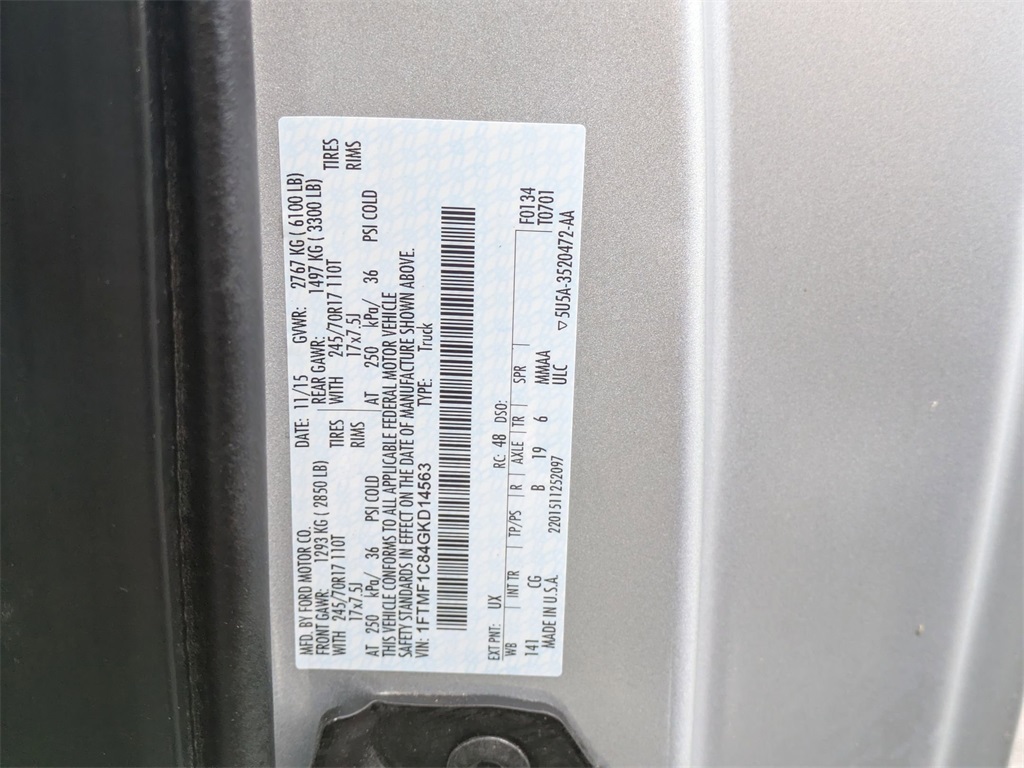 MFD. BY FORD MOTOR CO. DATE: 11/15 GVWR: 2767 KG ( 6100 LB)
FRONT GAWR: 1293 KG ( 2850 LB) REAR GAWR: 1497 KG ( 3300 LB)
WITH 245/70R17 110T TIRES WITH 245/70R17 110T TIRES
17x7.5J RIMS 17x7.5J RIMS
AT 250 kPa/ 36 PSI COLD AT 250 kPa/ 36 PSI COLD
THIS VEHICLE CONFORMS TO ALL APPLICABLE FEDERAL MOTOR VEHICLE
SAFETY STANDARDS IN EFFECT ON THE DATE OF MANUFACTURE SHOWN ABOVE.
VIN: 1FTMF1C84GKD14563 TYPE: Truck
EXT PNT: UX RC: 48 DSO:
WB INT TR TP/PS R AXLE TR SPR F0134
T0701
141 CG B 19 6 MMAA
ULC
MADE IN U.S.A. 2201511252097
▽5U5A-3520472-AA